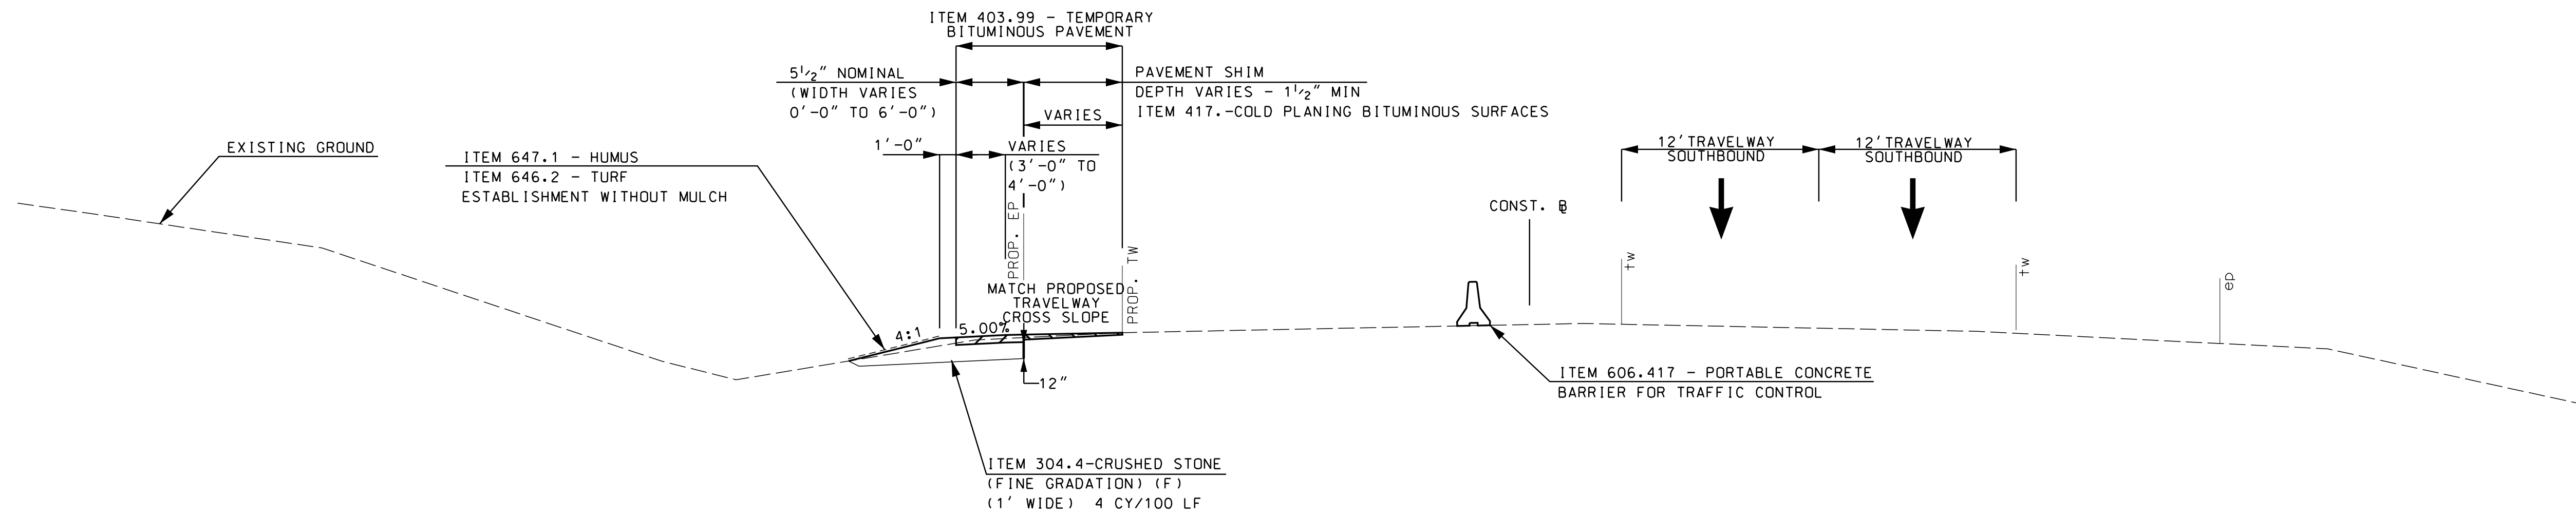 ITEM 403.99 - TEMPORARY
BITUMINOUS PAVEMENT
5 1/2" NOMINAL
(WIDTH VARIES
0'-0" TO 6'-0")
PAVEMENT SHIM
DEPTH VARIES - 1 1/2" MIN
ITEM 417.-COLD PLANING BITUMINOUS SURFACES
VARIES
1'-0"
VARIES
(3'-0" TO
4'-0")
EXISTING GROUND
ITEM 647.1 - HUMUS
ITEM 646.2 - TURF
ESTABLISHMENT WITHOUT MULCH
12' TRAVELWAY
SOUTHBOUND
12' TRAVELWAY
SOUTHBOUND
PROP. EP
PROP. TW
CONST. BL
tw
tw
ep
MATCH PROPOSED
TRAVELWAY
CROSS SLOPE
4:1
5.00%
12"
ITEM 606.417 - PORTABLE CONCRETE
BARRIER FOR TRAFFIC CONTROL
ITEM 304.4-CRUSHED STONE
(FINE GRADATION) (F)
(1' WIDE) 4 CY/100 LF